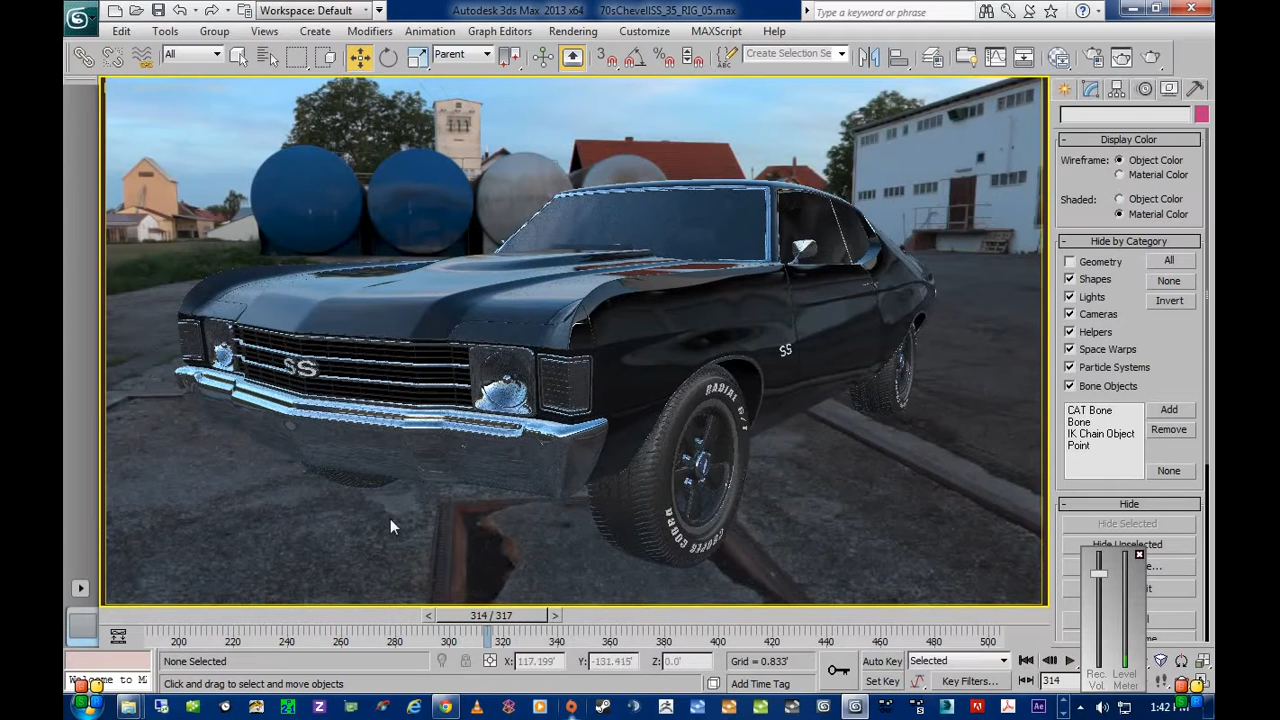 Workspace: Default
Autodesk 3ds Max 2013 x64
70sChevellSS_35_RIG_05.max
Type a keyword or phrase
Edit Tools Group Views Create Modifiers Animation Graph Editors Rendering Customize MAXScript Help
All
Parent
3
Create Selection Se
Display Color
Wireframe: Object Color
Material Color
Shaded: Object Color
Material Color
Hide by Category
Geometry All
Shapes None
Lights
Invert
Cameras
Helpers
Space Warps
Particle Systems
Bone Objects
CAT Bone Add
Bone
IK Chain Object Remove
Point
None
Hide
Hide Selected
Hide Unselected
SS
SS
RADIAL G/T
COOPER COBRA
Rec. Vol.
Level Meter
< 314 / 317 >
200 220 240 260 280 300 320 340 360 380 400 420 440 460 480 500
None Selected
X: 117.199'
Y: -131.415'
Z: 0.0'
Grid = 0.833'
Auto Key
Selected
Welcome to M
Click and drag to select and move objects
Add Time Tag
Set Key
Key Filters...
314
1:42 PM